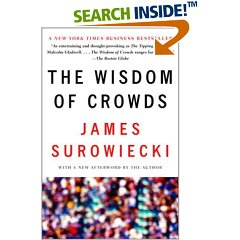 SEARCH INSIDE!™
A NEW YORK TIMES BUSINESS BESTSELLER
"As entertaining and thought-provoking as The Tipping
Malcolm Gladwell. . . . The Wisdom of Crowds ranges far
—The Boston Globe
THE WISDOM
OF CROWDS
JAMES
SUROWIECKI
WITH A NEW AFTERWORD BY THE AUTHOR